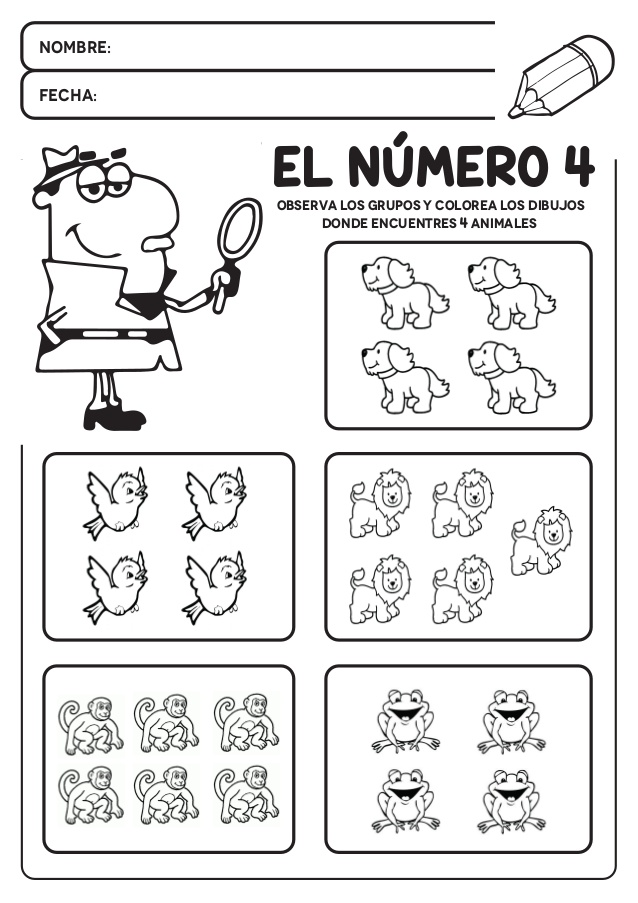 NOMBRE:
FECHA:
EL NÚMERO 4
OBSERVA LOS GRUPOS Y COLOREA LOS DIBUJOS
DONDE ENCUENTRES 4 ANIMALES